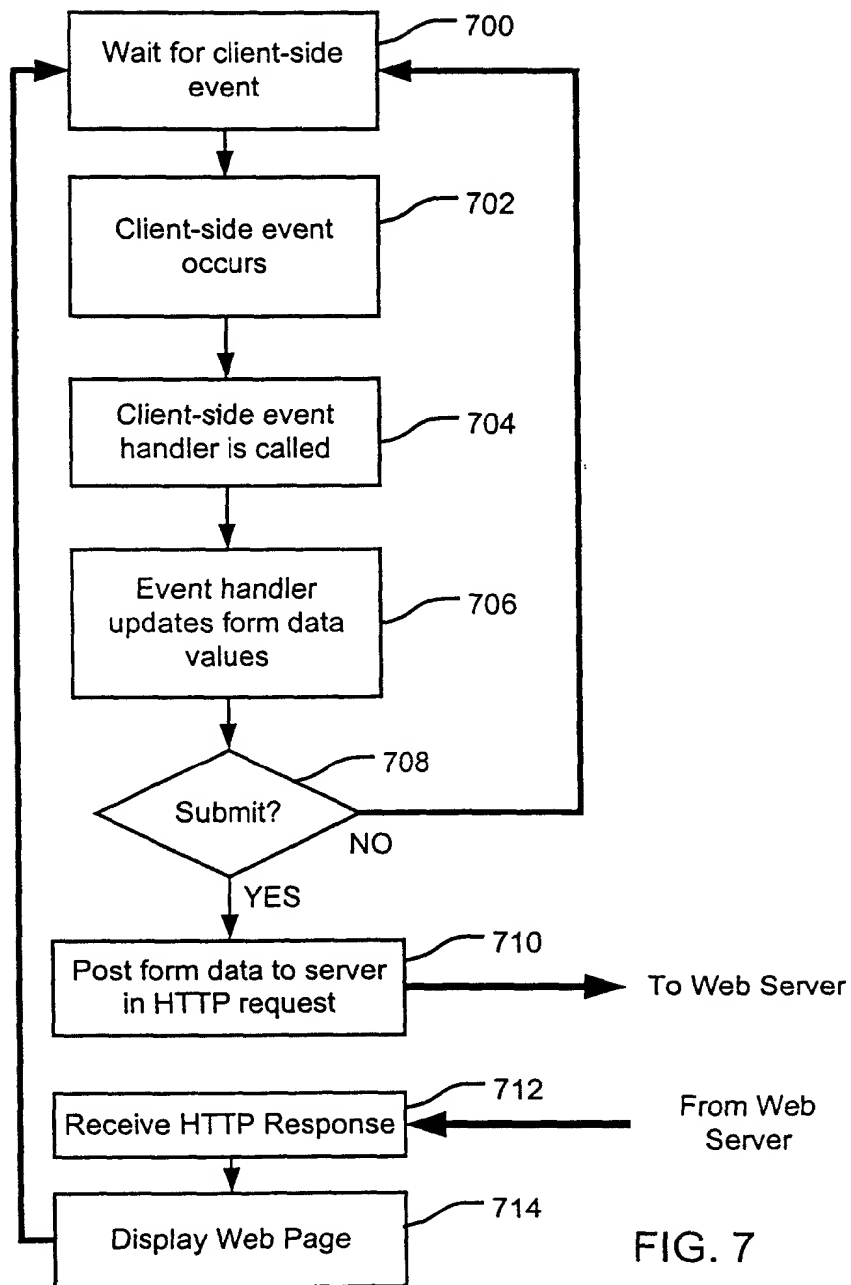 700
Wait for client-side
event
702
Client-side event
occurs
704
Client-side event
handler is called
706
Event handler
updates form data
values
708
Submit?
NO
YES
710
Post form data to server
in HTTP request
To Web Server
712
Receive HTTP Response
From Web
Server
714
Display Web Page
FIG. 7